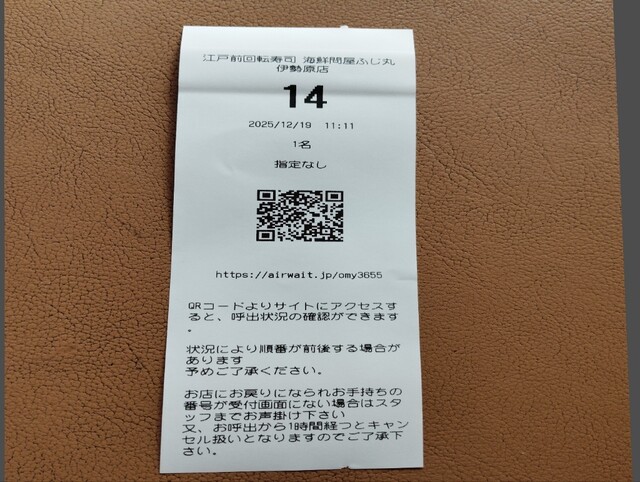 江戸前回転寿司 海鮮問屋ふじ丸
伊勢原店
14
2025/12/19 11:11
1名
指定なし
https://airwait.jp/omy3655
QRコードよりサイトにアクセスす
ると、呼出状況の確認ができます
。
状況により順番が前後する場合が
あります
予めご了承ください。
お店にお戻りになられお手持ちの
番号が受付画面にない場合はスタ
ッフまでお声掛け下さい
又、お呼出から1時間経つとキャン
セル扱いとなりますのでご了承下
さい。